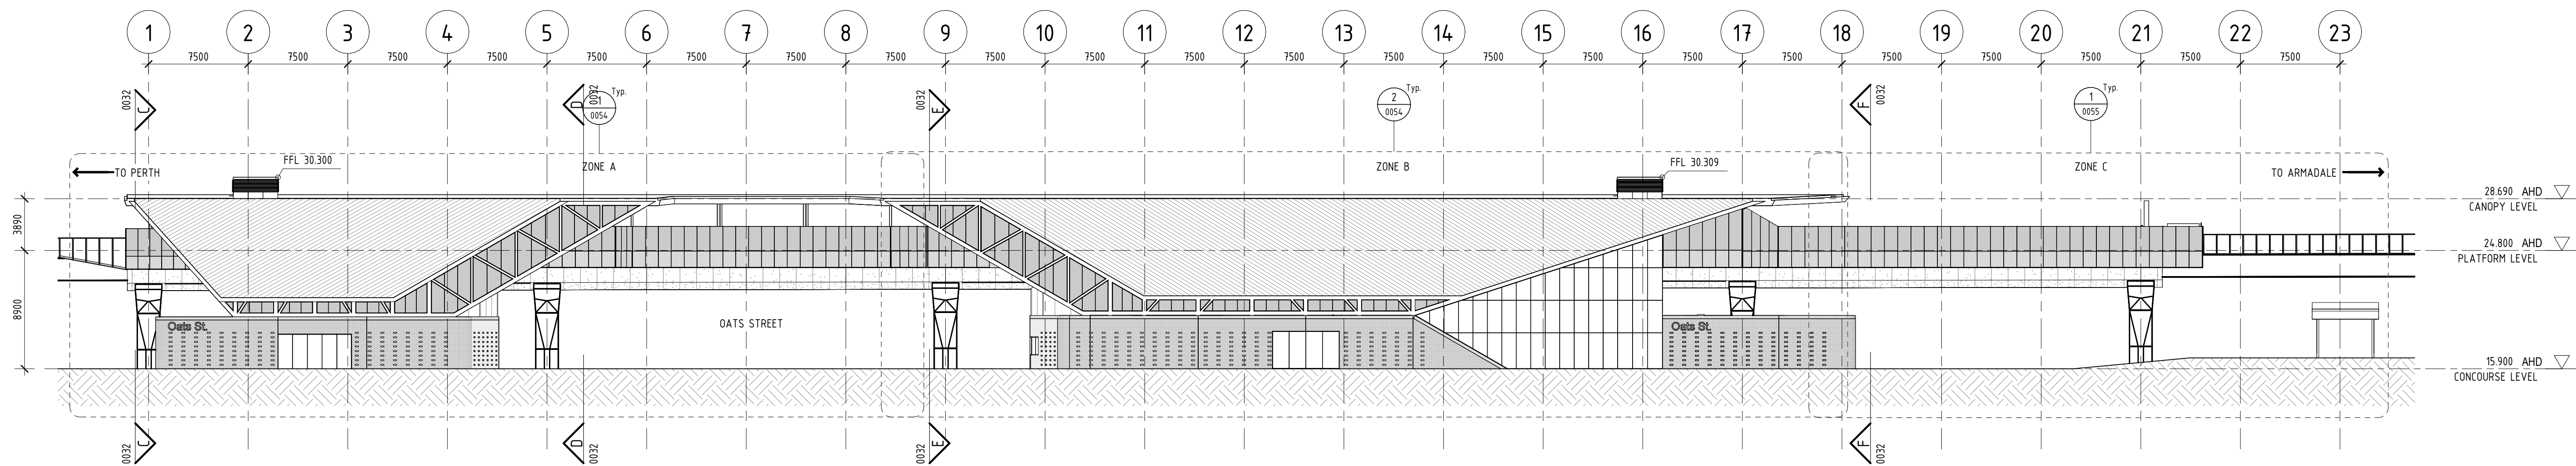 1 2 3 4 5 6 7 8 9 10 11 12 13 14 15 16 17 18 19 20 21 22 23
7500 7500 7500 7500 7500 7500 7500 7500 7500 7500 7500 7500 7500 7500 7500 7500 7500 7500 7500 7500 7500 7500
0032 C
0032 D
1 Typ.
0054
0032 E
2 Typ.
0054
F 0032
1 Typ.
0055
FFL 30.300
ZONE A
ZONE B
FFL 30.309
ZONE C
TO PERTH
TO ARMADALE
28.690 AHD
CANOPY LEVEL
3890
24.800 AHD
PLATFORM LEVEL
8900
OATS STREET
Oats St.
Oats St.
15.900 AHD
CONCOURSE LEVEL
0032 C
D 0032
0032 E
F 0032